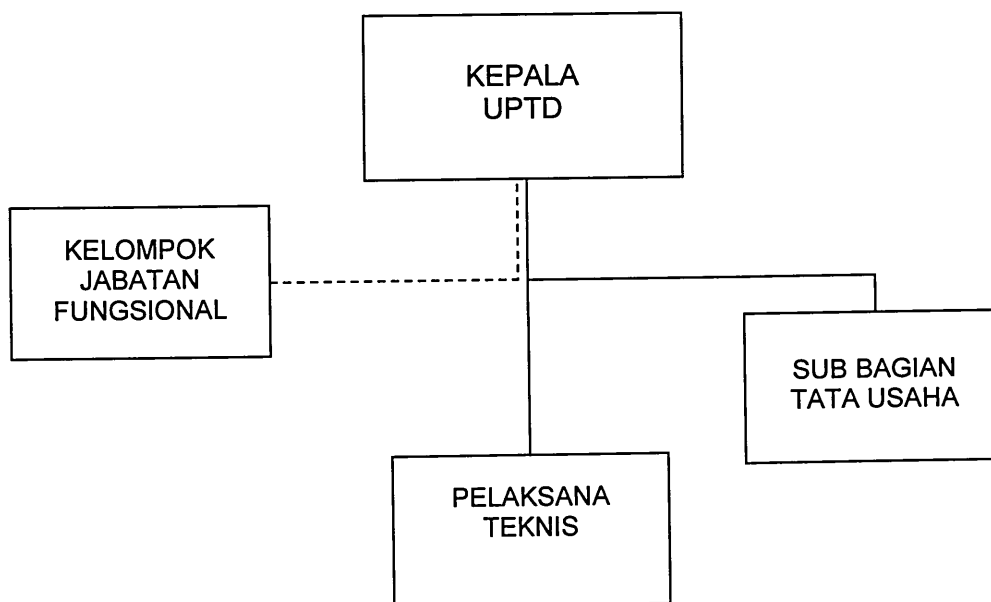 KEPALA
UPTD
KELOMPOK
JABATAN
FUNGSIONAL
SUB BAGIAN
TATA USAHA
PELAKSANA
TEKNIS